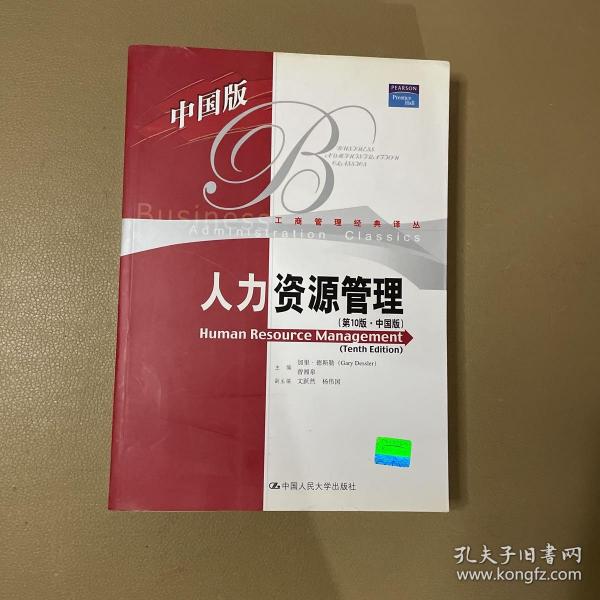 中国版
PEARSON
Prentice
Hall
B
BUSINESS
ADMINISTRATION
CLASSICS
Business
工商管理经典译丛
Administration Classics
人力资源管理
(第10版·中国版)
Human Resource Management
(Tenth Edition)
主 编 加里·德斯勒 (Gary Dessler)
曾湘泉
副主编 文跃然 杨伟国
中国人民大学出版社
孔夫子旧书网
www.kongfz.com